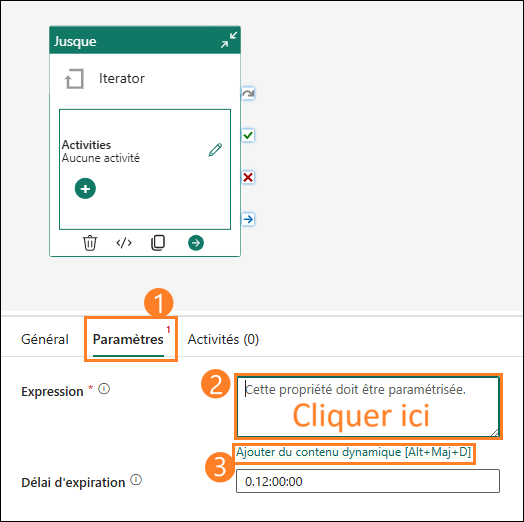 Jusque
Iterator
Activities
Aucune activité
1
Général
Paramètres 1
Activités (0)
Expression *
2
Cette propriété doit être paramétrisée.
Cliquer ici
3
Ajouter du contenu dynamique [Alt+Maj+D]
Délai d'expiration
0.12:00:00